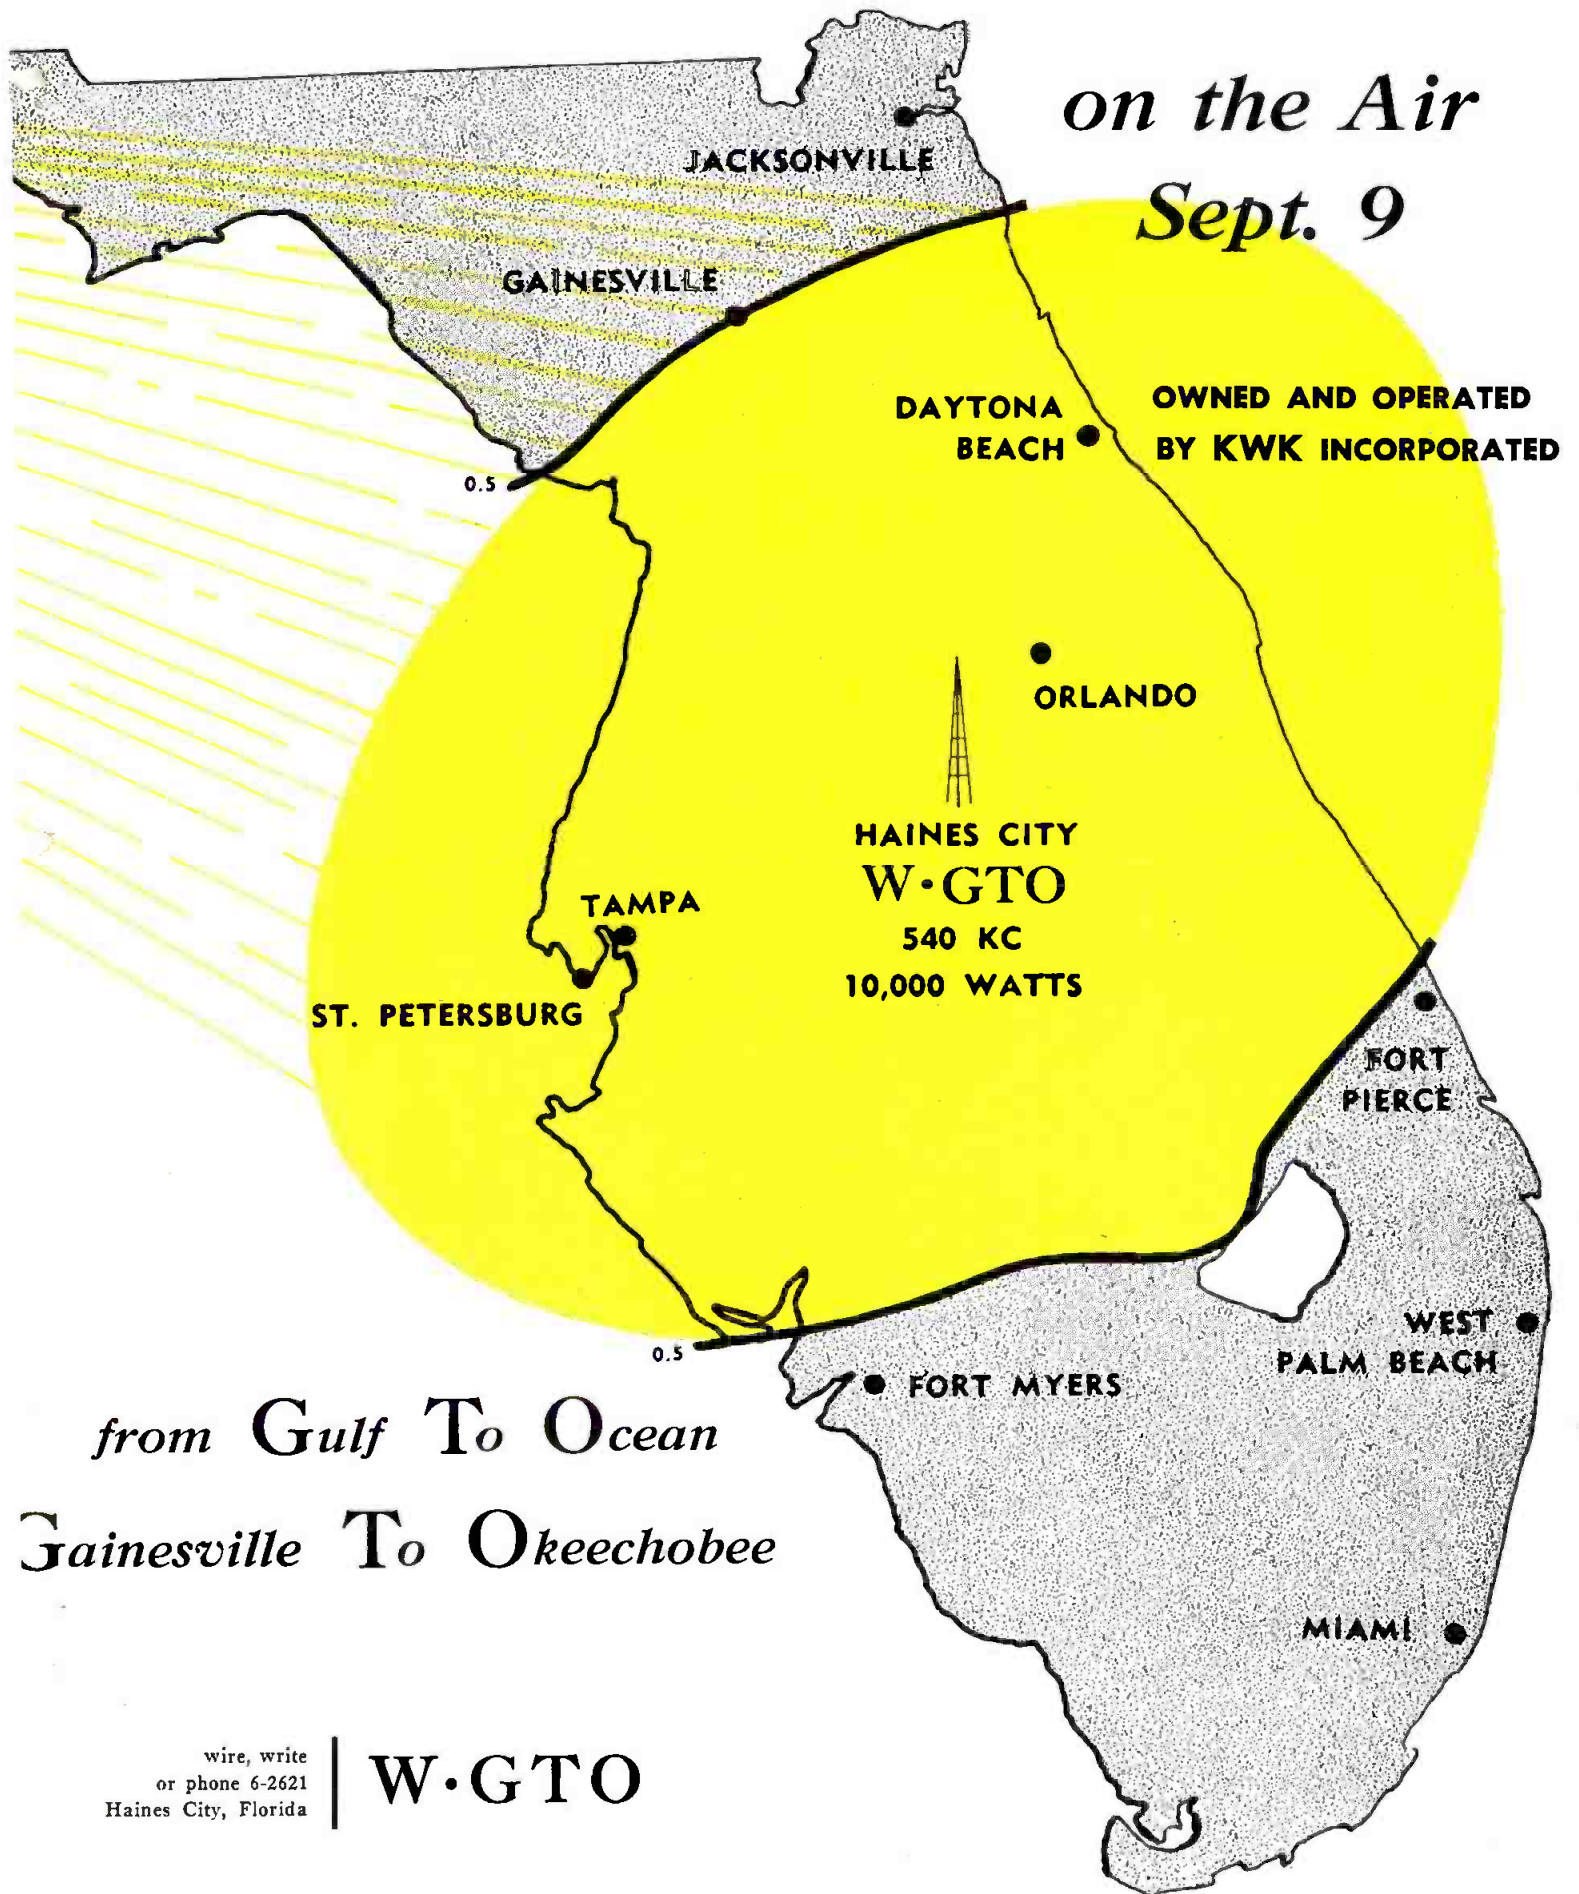 on the Air
Sept. 9
JACKSONVILLE
GAINESVILLE
DAYTONA
BEACH
OWNED AND OPERATED
BY KWK INCORPORATED
0.5
ORLANDO
HAINES CITY
W·GTO
540 KC
10,000 WATTS
TAMPA
ST. PETERSBURG
FORT
PIERCE
WEST
PALM BEACH
0.5
FORT MYERS
from Gulf To Ocean
Gainesville To Okeechobee
MIAMI
wire, write
or phone 6-2621
Haines City, Florida
W·GTO